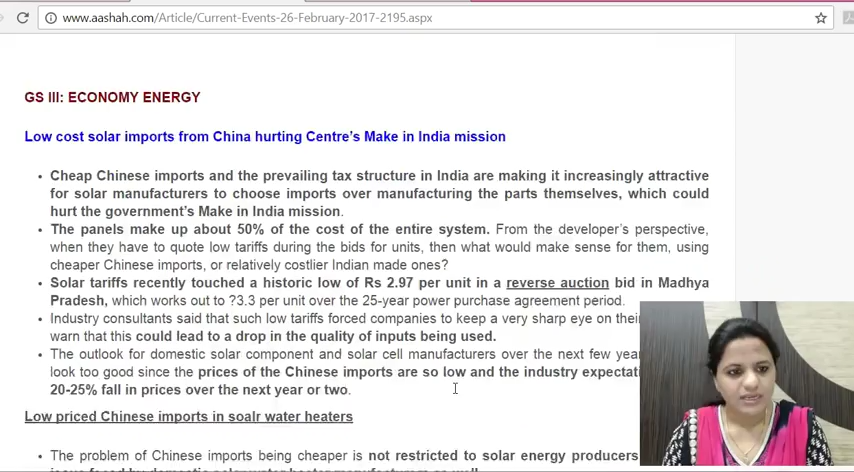 www.aashah.com/Article/Current-Events-26-February-2017-2195.aspx
GS III: ECONOMY ENERGY
Low cost solar imports from China hurting Centre's Make in India mission
• Cheap Chinese imports and the prevailing tax structure in India are making it increasingly attractive
for solar manufacturers to choose imports over manufacturing the parts themselves, which could
hurt the government's Make in India mission.
• The panels make up about 50% of the cost of the entire system. From the developer's perspective,
when they have to quote low tariffs during the bids for units, then what would make sense for them, using
cheaper Chinese imports, or relatively costlier Indian made ones?
• Solar tariffs recently touched a historic low of Rs 2.97 per unit in a reverse auction bid in Madhya
Pradesh, which works out to ?3.3 per unit over the 25-year power purchase agreement period.
• Industry consultants said that such low tariffs forced companies to keep a very sharp eye on their
warn that this could lead to a drop in the quality of inputs being used.
• The outlook for domestic solar component and solar cell manufacturers over the next few
look too good since the prices of the Chinese imports are so low and the industry
20-25% fall in prices over the next year or two.
Low priced Chinese imports in soalr water heaters
• The problem of Chinese imports being cheaper is not restricted to solar energy producers
issue faced by domestic solar water heater manufacturers as well